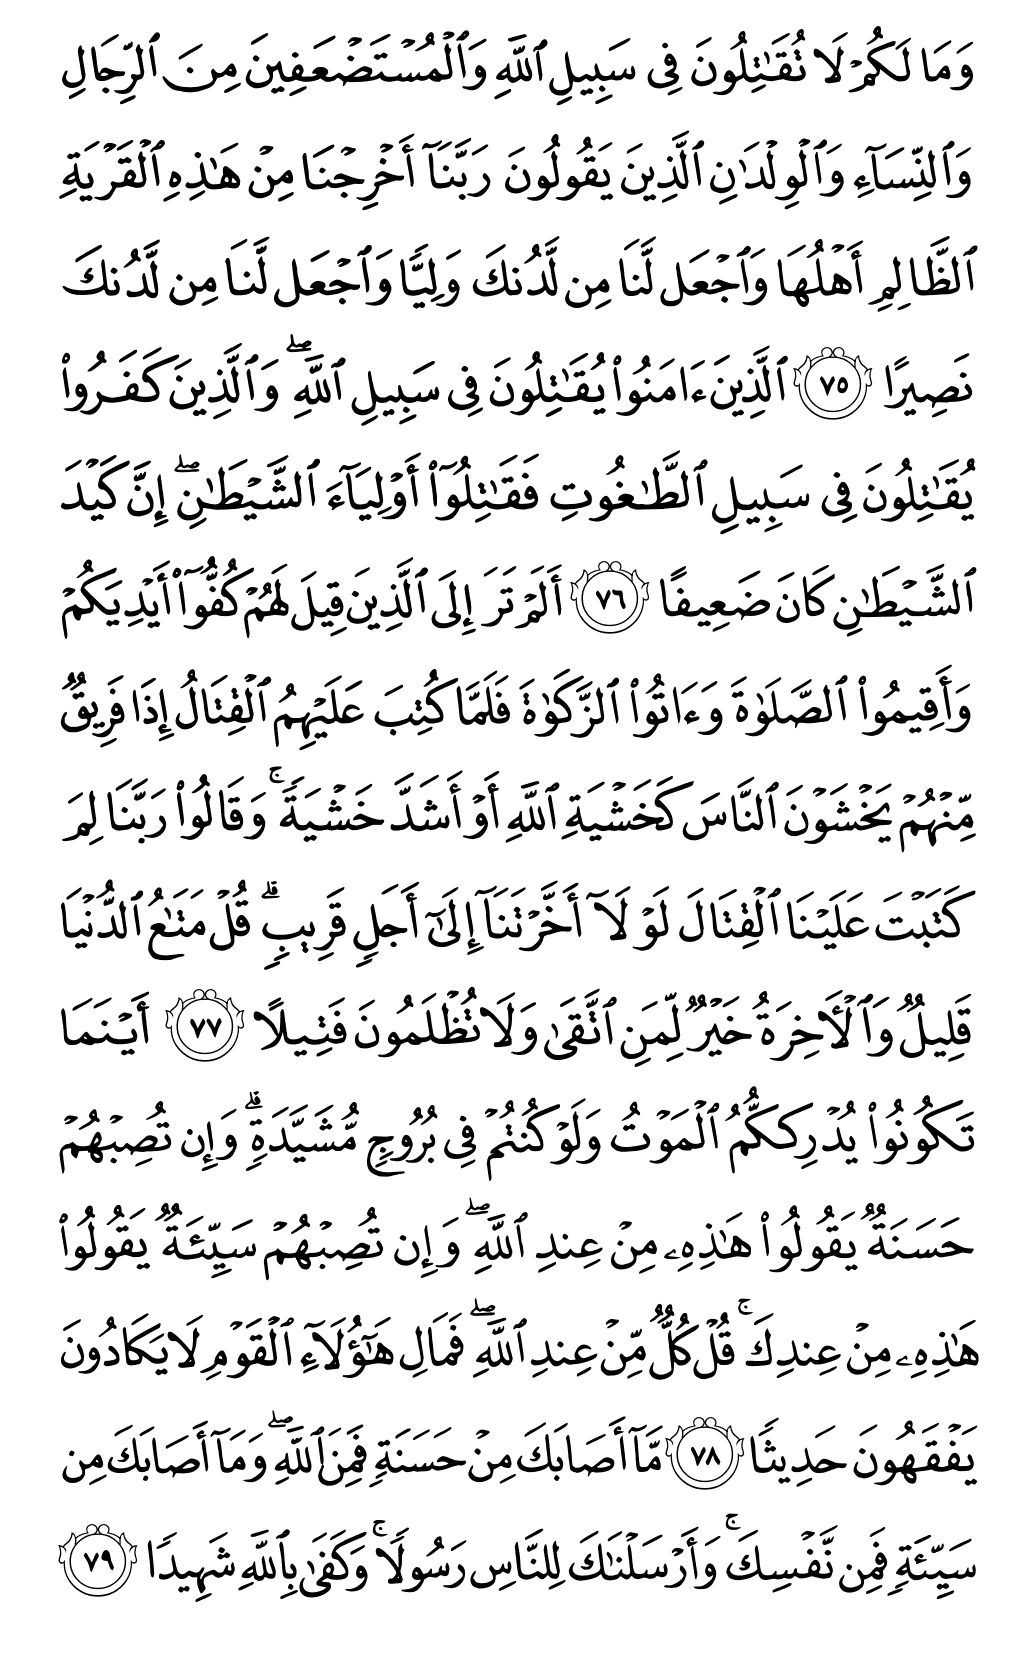 وَمَا لَكُمۡ لَا تُقَٰتِلُونَ فِي سَبِيلِ ٱللَّهِ وَٱلۡمُسۡتَضۡعَفِينَ مِنَ ٱلرِّجَالِ
وَٱلنِّسَآءِ وَٱلۡوِلۡدَٰنِ ٱلَّذِينَ يَقُولُونَ رَبَّنَآ أَخۡرِجۡنَا مِنۡ هَٰذِهِ ٱلۡقَرۡيَةِ
ٱلظَّالِمِ أَهۡلُهَا وَٱجۡعَل لَّنَا مِن لَّدُنكَ وَلِيّٗا وَٱجۡعَل لَّنَا مِن لَّدُنكَ
نَصِيرًا ٧٥ ٱلَّذِينَ ءَامَنُواْ يُقَٰتِلُونَ فِي سَبِيلِ ٱللَّهِۖ وَٱلَّذِينَ كَفَرُواْ
يُقَٰتِلُونَ فِي سَبِيلِ ٱلطَّٰغُوتِ فَقَٰتِلُوٓاْ أَوۡلِيَآءَ ٱلشَّيۡطَٰنِۖ إِنَّ كَيۡدَ
ٱلشَّيۡطَٰنِ كَانَ ضَعِيفًا ٧٦ أَلَمۡ تَرَ إِلَى ٱلَّذِينَ قِيلَ لَهُمۡ كُفُّوٓاْ أَيۡدِيَكُمۡ
وَأَقِيمُواْ ٱلصَّلَوٰةَ وَءَاتُواْ ٱلزَّكَوٰةَ فَلَمَّا كُتِبَ عَلَيۡهِمُ ٱلۡقِتَالُ إِذَا فَرِيقٞ
مِّنۡهُمۡ يَخۡشَوۡنَ ٱلنَّاسَ كَخَشۡيَةِ ٱللَّهِ أَوۡ أَشَدَّ خَشۡيَةٗۚ وَقَالُواْ رَبَّنَا لِمَ
كَتَبۡتَ عَلَيۡنَا ٱلۡقِتَالَ لَوۡلَآ أَخَّرۡتَنَآ إِلَىٰٓ أَجَلٖ قَرِيبٖۗ قُلۡ مَتَٰعُ ٱلدُّنۡيَا
قَلِيلٞ وَٱلۡأٓخِرَةُ خَيۡرٞ لِّمَنِ ٱتَّقَىٰ وَلَا تُظۡلَمُونَ فَتِيلًا ٧٧ أَيۡنَمَا
تَكُونُواْ يُدۡرِككُّمُ ٱلۡمَوۡتُ وَلَوۡ كُنتُمۡ فِي بُرُوجٖ مُّشَيَّدَةٖۗ وَإِن تُصِبۡهُمۡ
حَسَنَةٞ يَقُولُواْ هَٰذِهِۦ مِنۡ عِندِ ٱللَّهِۖ وَإِن تُصِبۡهُمۡ سَيِّئَةٞ يَقُولُواْ
هَٰذِهِۦ مِنۡ عِندِكَۚ قُلۡ كُلّٞ مِّنۡ عِندِ ٱللَّهِۖ فَمَالِ هَٰٓؤُلَآءِ ٱلۡقَوۡمِ لَا يَكَادُونَ
يَفۡقَهُونَ حَدِيثٗا ٧٨ مَّآ أَصَابَكَ مِنۡ حَسَنَةٖ فَمِنَ ٱللَّهِۖ وَمَآ أَصَابَكَ مِن
سَيِّئَةٖ فَمِن نَّفۡسِكَۚ وَأَرۡسَلۡنَٰكَ لِلنَّاسِ رَسُولٗاۚ وَكَفَىٰ بِٱللَّهِ شَهِيدٗا ٧٩